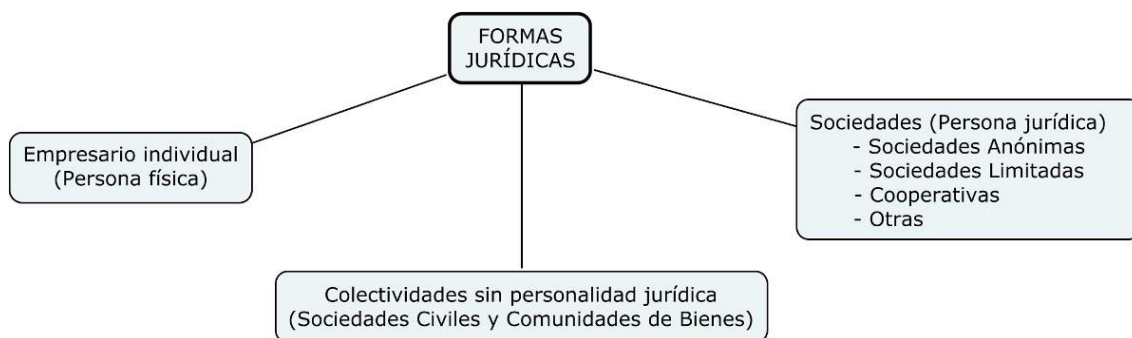 FORMAS
JURÍDICAS
Empresario individual
(Persona física)
Sociedades (Persona jurídica)
- Sociedades Anónimas
- Sociedades Limitadas
- Cooperativas
- Otras
Colectividades sin personalidad jurídica
(Sociedades Civiles y Comunidades de Bienes)